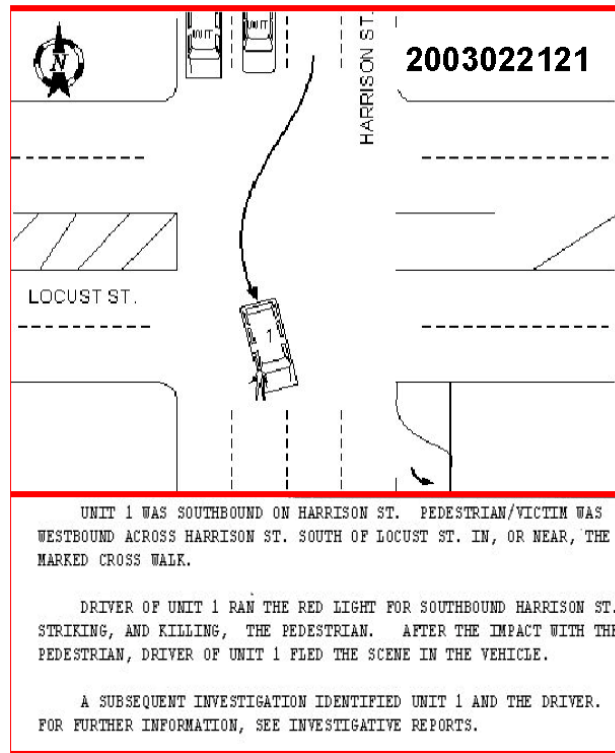 UNIT
UNIT
HARRISON ST.
2003022121
N
LOCUST ST.
1
UNIT 1 WAS SOUTHBOUND ON HARRISON ST. PEDESTRIAN/VICTIM WAS
WESTBOUND ACROSS HARRISON ST. SOUTH OF LOCUST ST. IN, OR NEAR, THE
MARKED CROSS WALK.
DRIVER OF UNIT 1 RAN THE RED LIGHT FOR SOUTHBOUND HARRISON ST.
STRIKING, AND KILLING, THE PEDESTRIAN. AFTER THE IMPACT WITH THE
PEDESTRIAN, DRIVER OF UNIT 1 FLED THE SCENE IN THE VEHICLE.
A SUBSEQUENT INVESTIGATION IDENTIFIED UNIT 1 AND THE DRIVER.
FOR FURTHER INFORMATION, SEE INVESTIGATIVE REPORTS.